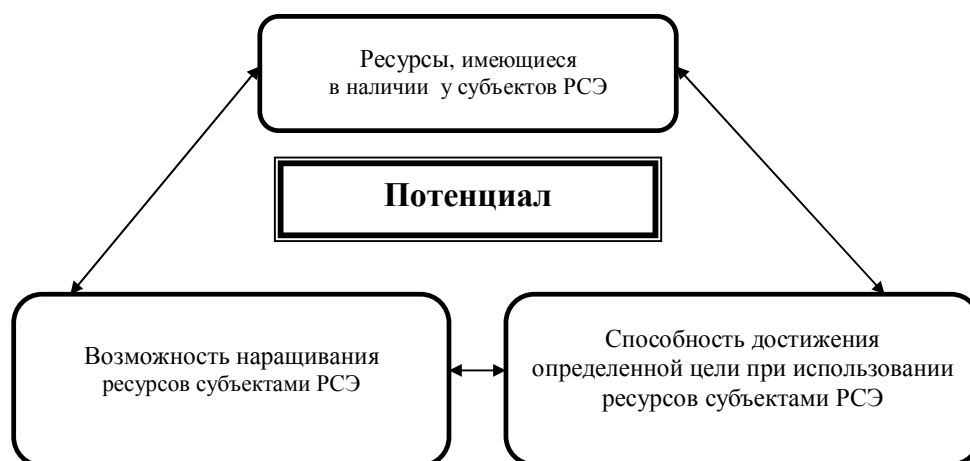 Ресурсы, имеющиеся
в наличии у субъектов РСЭ
Потенциал
Возможность наращивания
ресурсов субъектами РСЭ
Способность достижения
определенной цели при использовании
ресурсов субъектами РСЭ